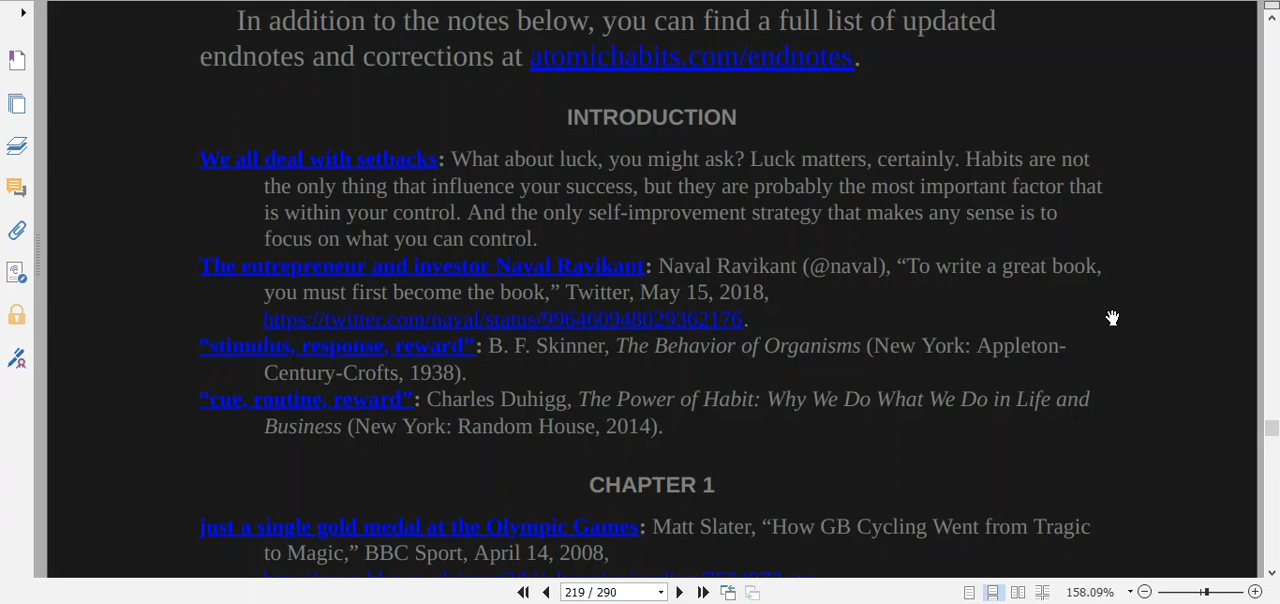 In addition to the notes below, you can find a full list of updated
endnotes and corrections at atomichabits.com/endnotes.
INTRODUCTION
We all deal with setbacks: What about luck, you might ask? Luck matters, certainly. Habits are not
the only thing that influence your success, but they are probably the most important factor that
is within your control. And the only self-improvement strategy that makes any sense is to
focus on what you can control.
The entrepreneur and investor Naval Ravikant: Naval Ravikant (@naval), “To write a great book,
you must first become the book,” Twitter, May 15, 2018,
https://twitter.com/naval/status/996460948029362176.
“stimulus, response, reward”: B. F. Skinner, The Behavior of Organisms (New York: Appleton-
Century-Crofts, 1938).
“cue, routine, reward”: Charles Duhigg, The Power of Habit: Why We Do What We Do in Life and
Business (New York: Random House, 2014).
CHAPTER 1
just a single gold medal at the Olympic Games: Matt Slater, “How GB Cycling Went from Tragic
to Magic,” BBC Sport, April 14, 2008,
219 / 290
158.09%